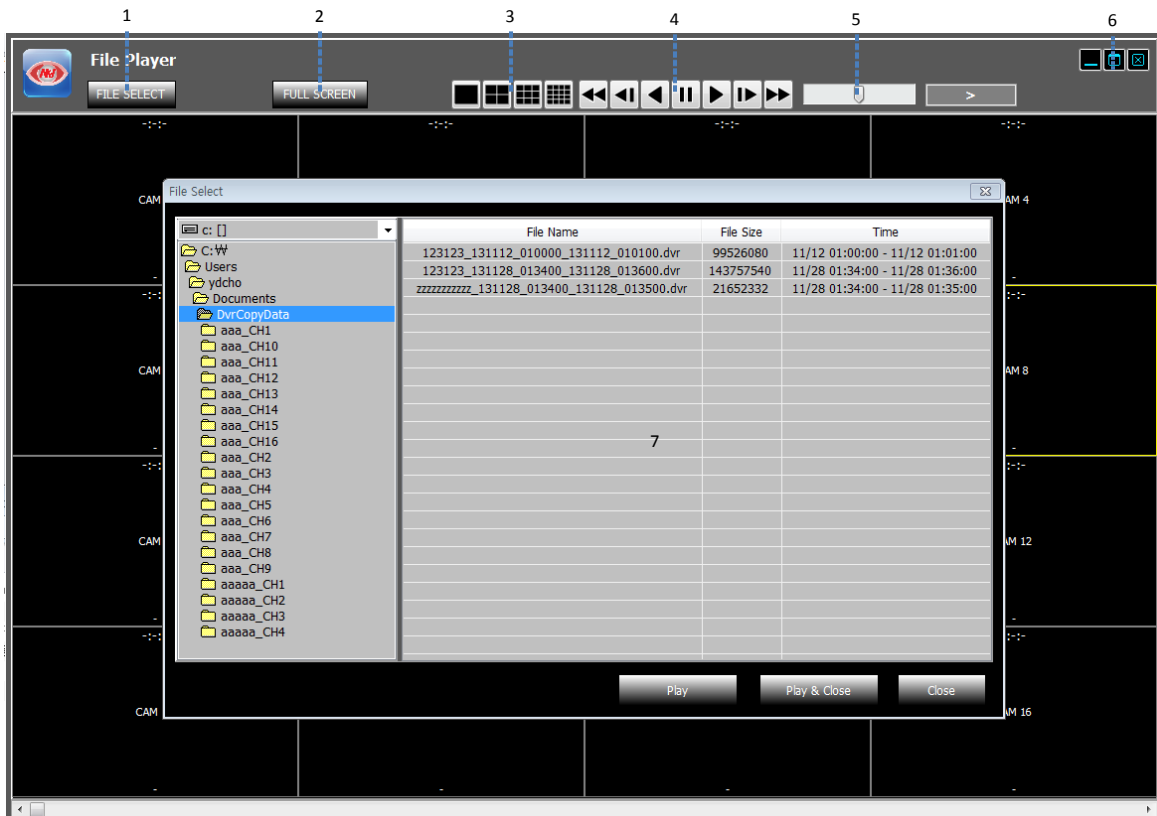 1 2 3 4 5 6
File Player
FILE SELECT FULL SCREEN >
-:-:- -:-:- -:-:- -:-:-
File Select
CAM AM 4
c: []
File Name File Size Time
C:₩
123123_131112_010000_131112_010100.dvr 99526080 11/12 01:00:00 - 11/12 01:01:00
Users
123123_131128_013400_131128_013600.dvr 143757540 11/28 01:34:00 - 11/28 01:36:00
ydcho
zzzzzzzzzzz_131128_013400_131128_013500.dvr 21652332 11/28 01:34:00 - 11/28 01:35:00
Documents
DvrCopyData
aaa_CH1
aaa_CH10
aaa_CH11
CAM AM 8
aaa_CH12
aaa_CH13
aaa_CH14
aaa_CH15
aaa_CH16
7
aaa_CH2
aaa_CH3
aaa_CH4
aaa_CH5
aaa_CH6
aaa_CH7
CAM AM 12
aaa_CH8
aaa_CH9
aaaaa_CH1
aaaaa_CH2
aaaaa_CH3
aaaaa_CH4
Play Play & Close Close
CAM AM 16